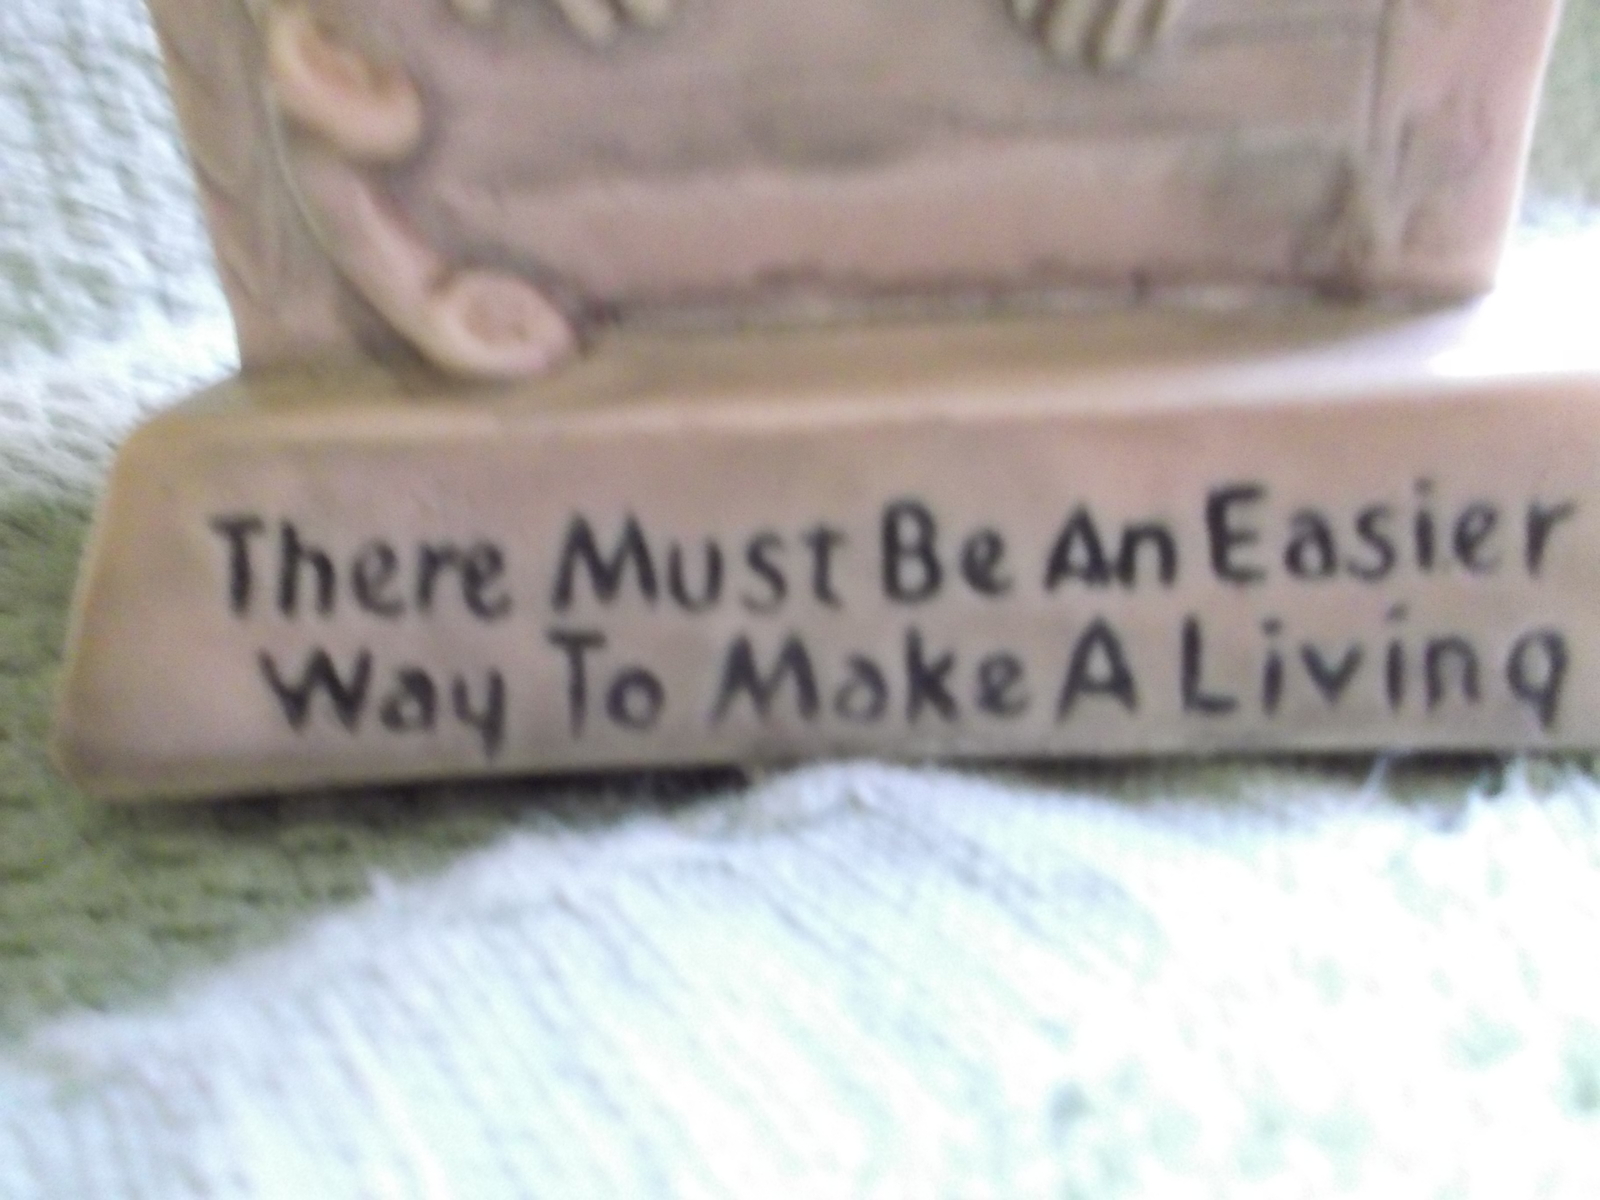 There Must Be An Easier
Way To Make A Living